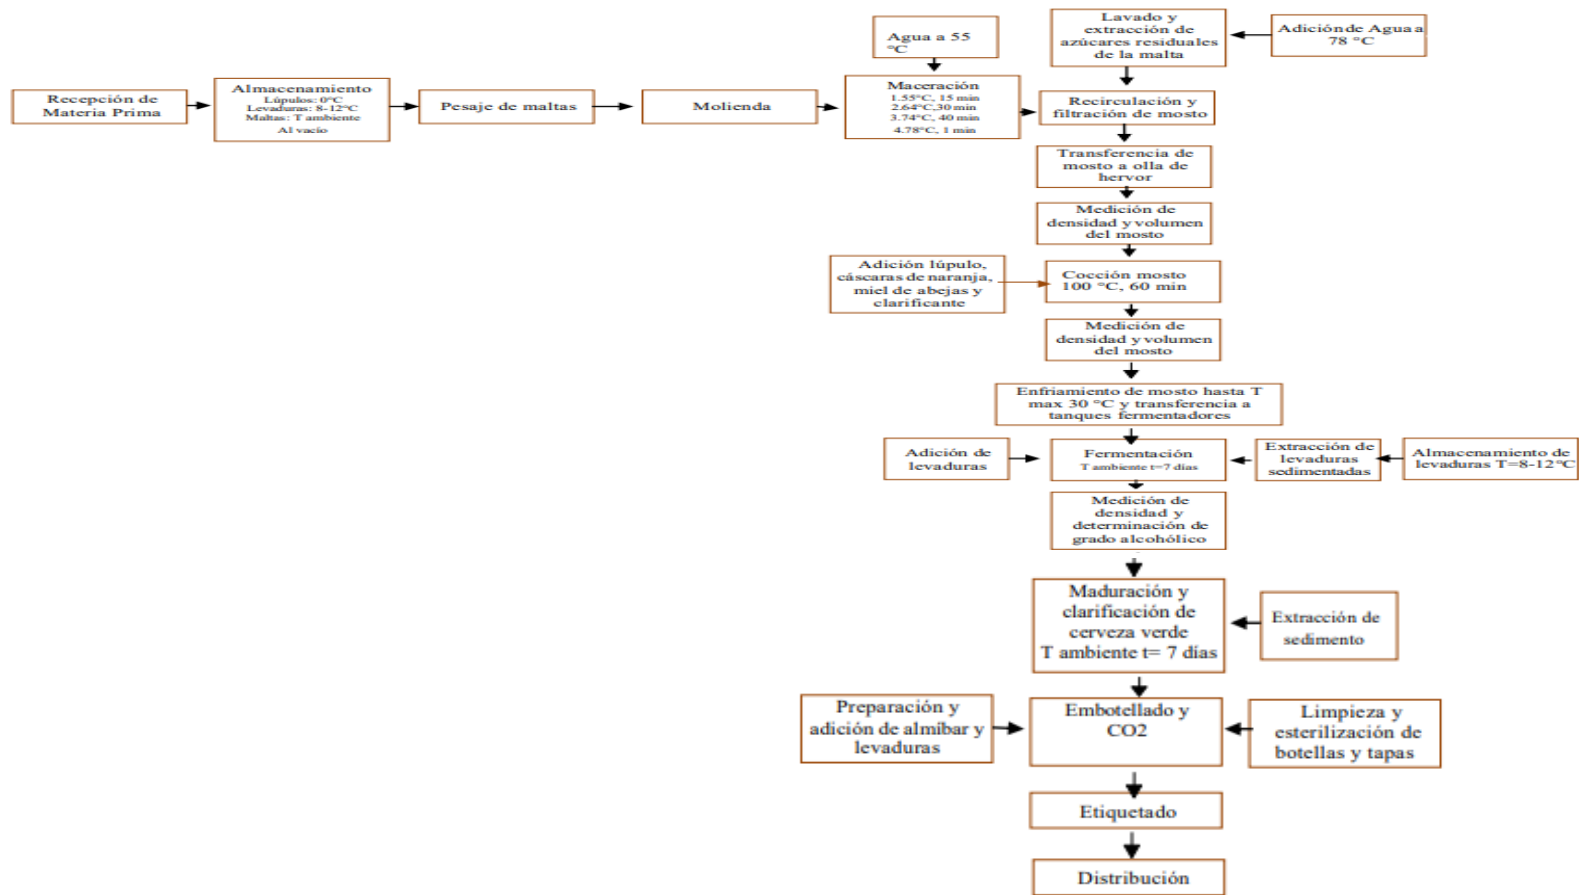 Recepción de
Materia Prima
Almacenamiento
Lúpulos: 0°C
Levaduras: 8-12°C
Maltas: T ambiente
Al vacío
Pesaje de maltas
Molienda
Agua a 55
°C
Maceración
1.55°C, 15 min
2.64°C,30 min
3.74°C, 40 min
4.78°C, 1 min
Lavado y
extracción de
azúcares residuales
de la malta
Adición de Agua a
78 °C
Recirculación y
filtración de mosto
Transferencia de
mosto a olla de
hervor
Medición de
densidad y volumen
del mosto
Adición lúpulo,
cáscaras de naranja,
miel de abejas y
clarificante
Cocción mosto
100 °C, 60 min
Medición de
densidad y volumen
del mosto
Enfriamiento de mosto hasta T
max 30 °C y transferencia a
tanques fermentadores
Adición de
levaduras
Fermentación
T ambiente t=7 días
Extracción de
levaduras
sedimentadas
Almacenamiento de
levaduras T=8-12°C
Medición de
densidad y
determinación de
grado alcohólico
Maduración y
clarificación de
cerveza verde
T ambiente t= 7 días
Extracción de
sedimento
Preparación y
adición de almíbar y
levaduras
Embotellado y
CO2
Limpieza y
esterilización de
botellas y tapas
Etiquetado
Distribución